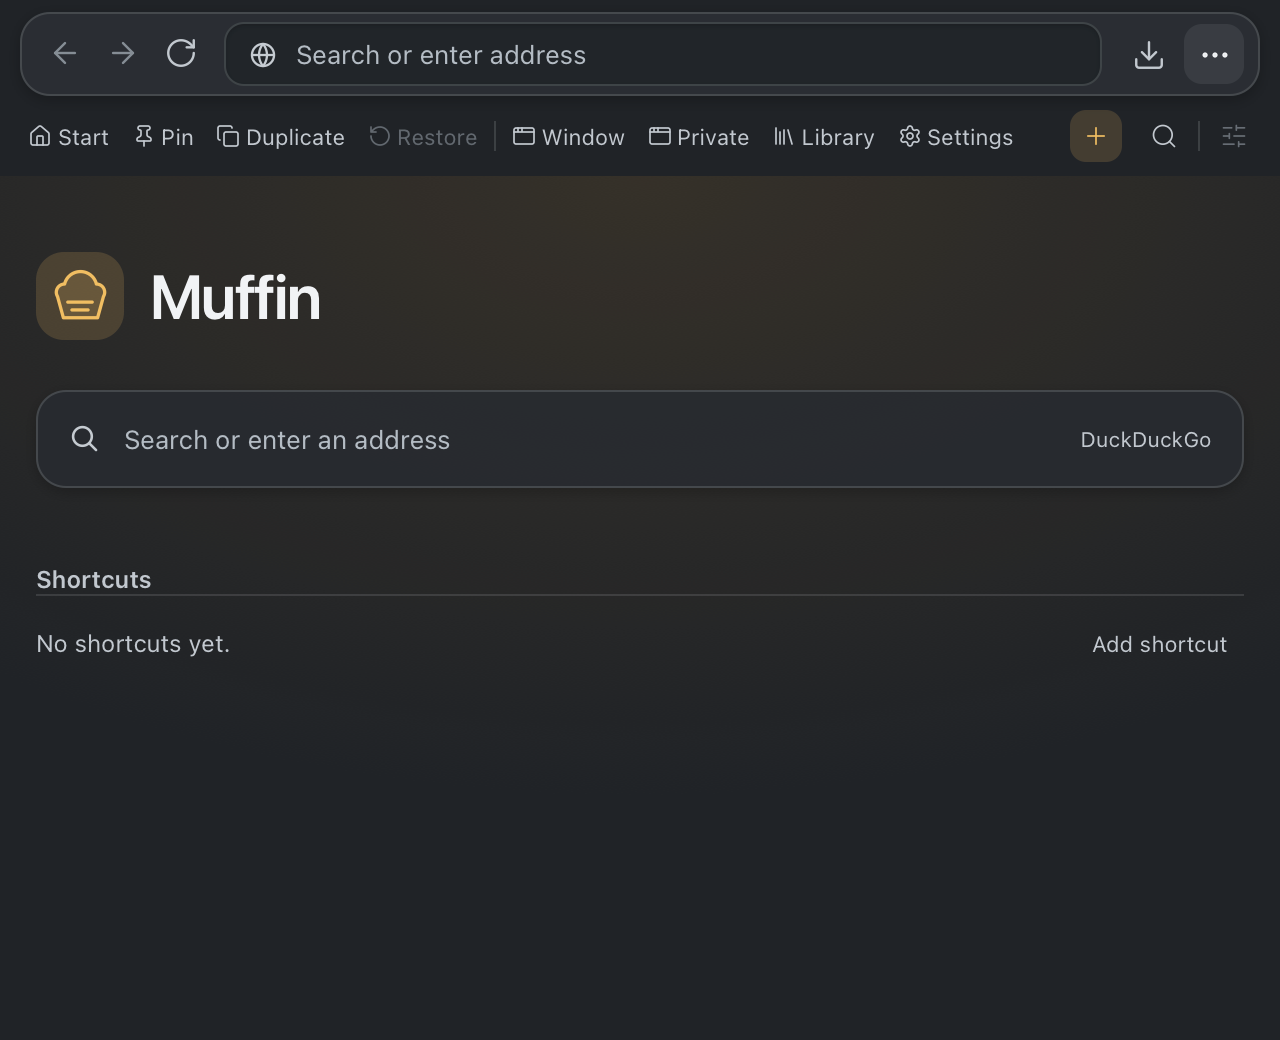 Search or enter address
Start Pin Duplicate Restore Window Private Library Settings
Muffin
Search or enter an address DuckDuckGo
Shortcuts
No shortcuts yet. Add shortcut